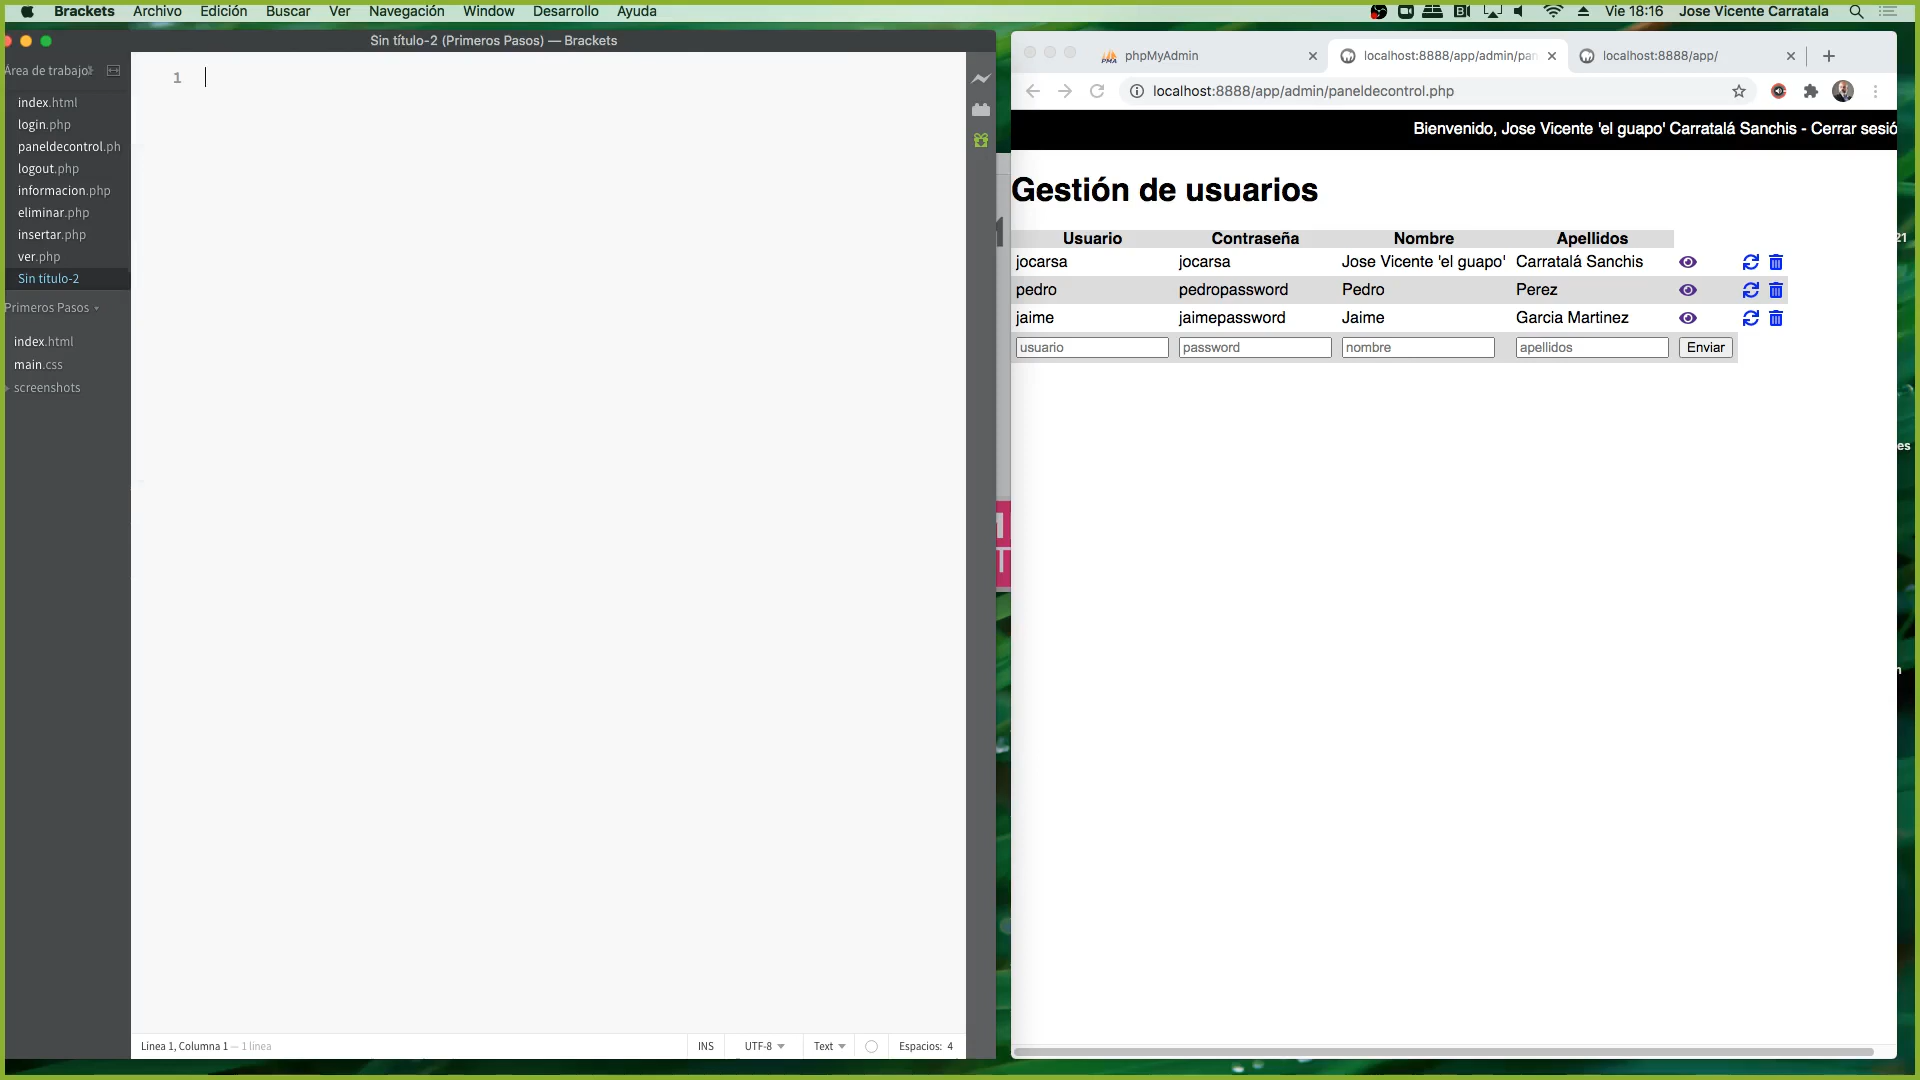 Brackets Archivo Edición Buscar Ver Navegación Window Desarrollo Ayuda Vie 18:16 Jose Vicente Carratala
Sin título-2 (Primeros Pasos) — Brackets
Área de trabajo
index.html
login.php
paneldecontrol.ph
logout.php
informacion.php
eliminar.php
insertar.php
ver.php
Sin título-2
Primeros Pasos
index.html
main.css
screenshots
1
Línea 1, Columna 1 — 1 línea
INS UTF-8 Text Espacios: 4
phpMyAdmin
localhost:8888/app/admin/pan
localhost:8888/app/
localhost:8888/app/admin/paneldecontrol.php
Bienvenido, Jose Vicente 'el guapo' Carratalá Sanchis - Cerrar sesió
Gestión de usuarios
Usuario Contraseña Nombre Apellidos
jocarsa jocarsa Jose Vicente 'el guapo' Carratalá Sanchis
pedro pedropassword Pedro Perez
jaime jaimepassword Jaime Garcia Martinez
usuario password nombre apellidos Enviar
21
es